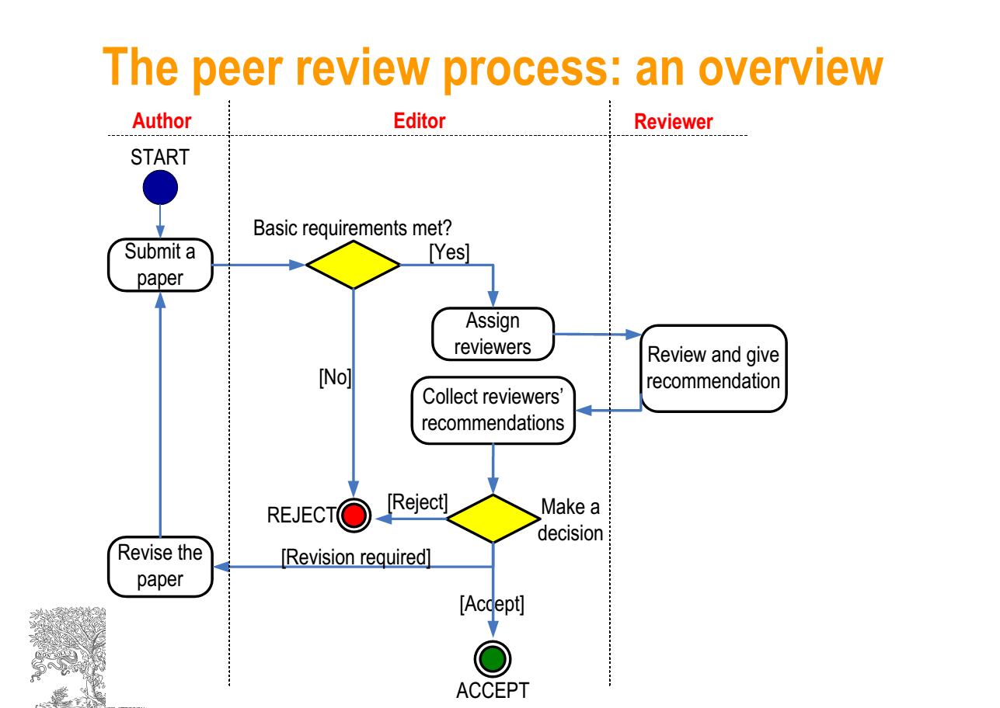 The peer review process: an overview
Author
Editor
Reviewer
START
Basic requirements met?
[Yes]
Submit a
paper
Assign
reviewers
Review and give
recommendation
[No]
Collect reviewers’
recommendations
REJECT
[Reject]
Make a
decision
Revise the
paper
[Revision required]
[Accept]
ACCEPT